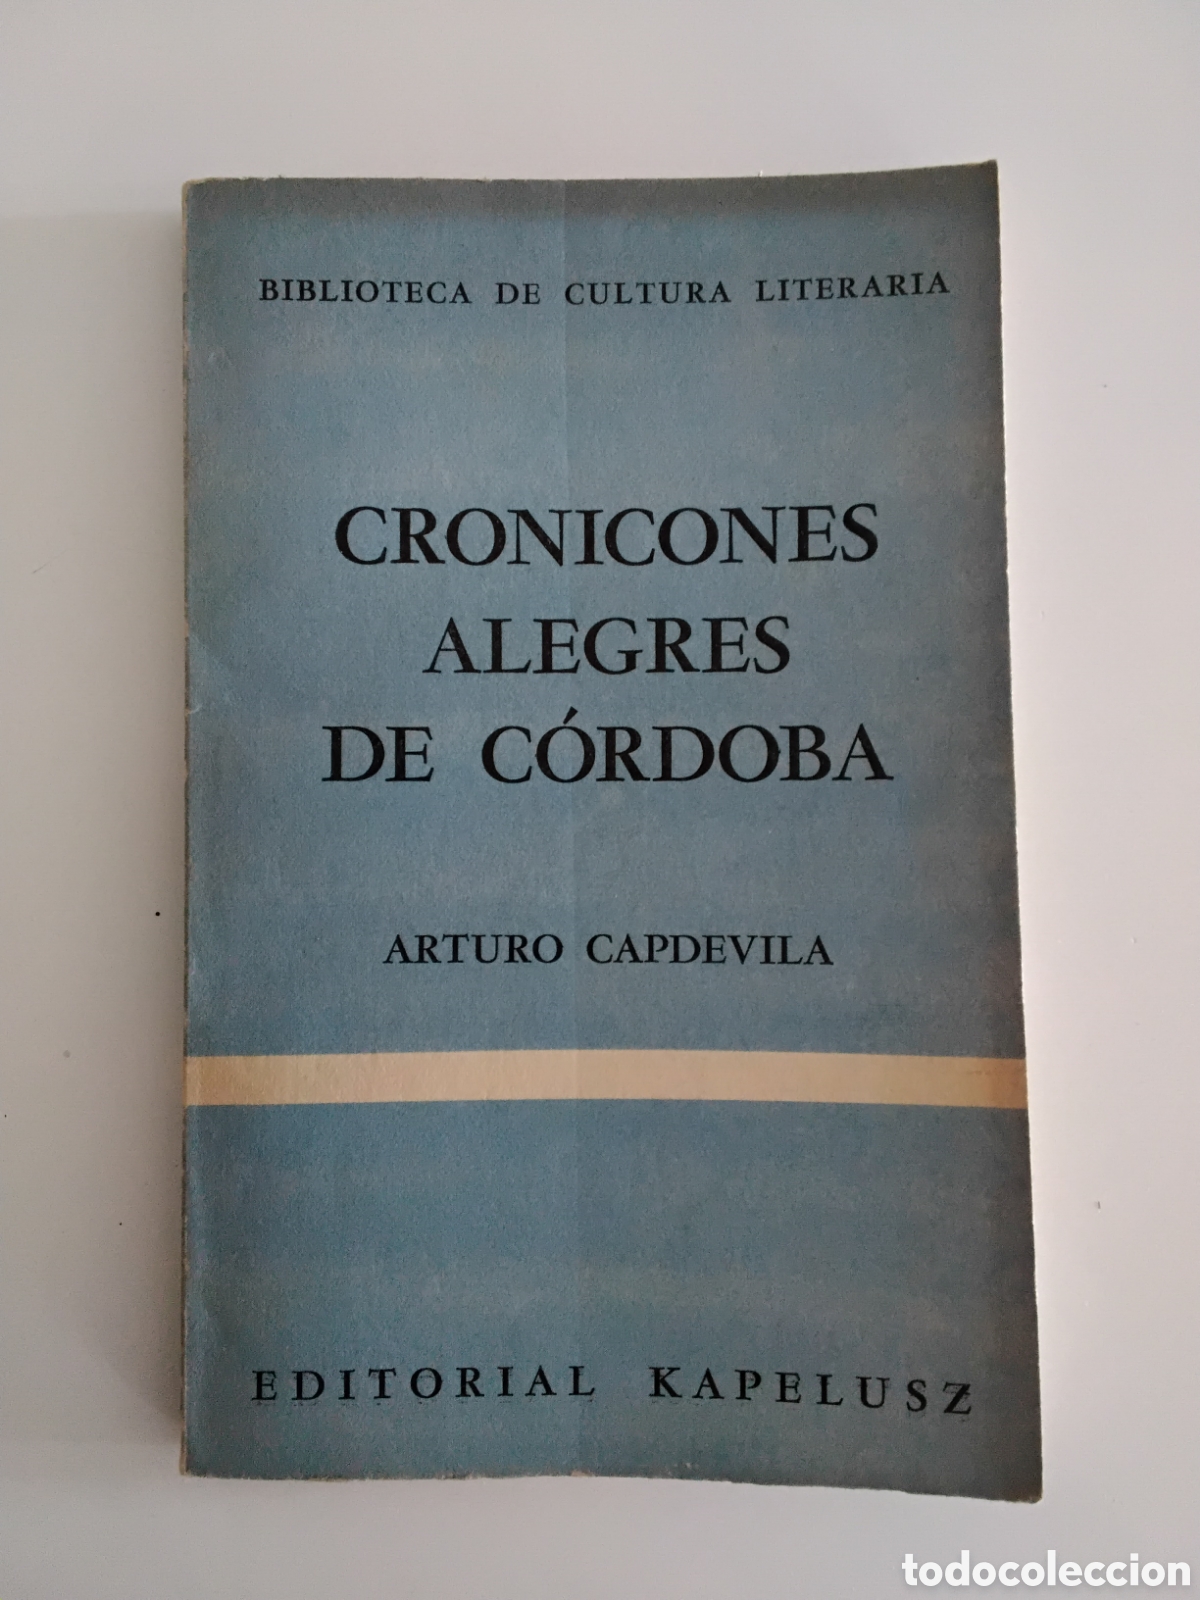 BIBLIOTECA DE CULTURA LITERARIA
CRONICONES
ALEGRES
DE CÓRDOBA
ARTURO CAPDEVILA
EDITORIAL KAPELUSZ
todocoleccion